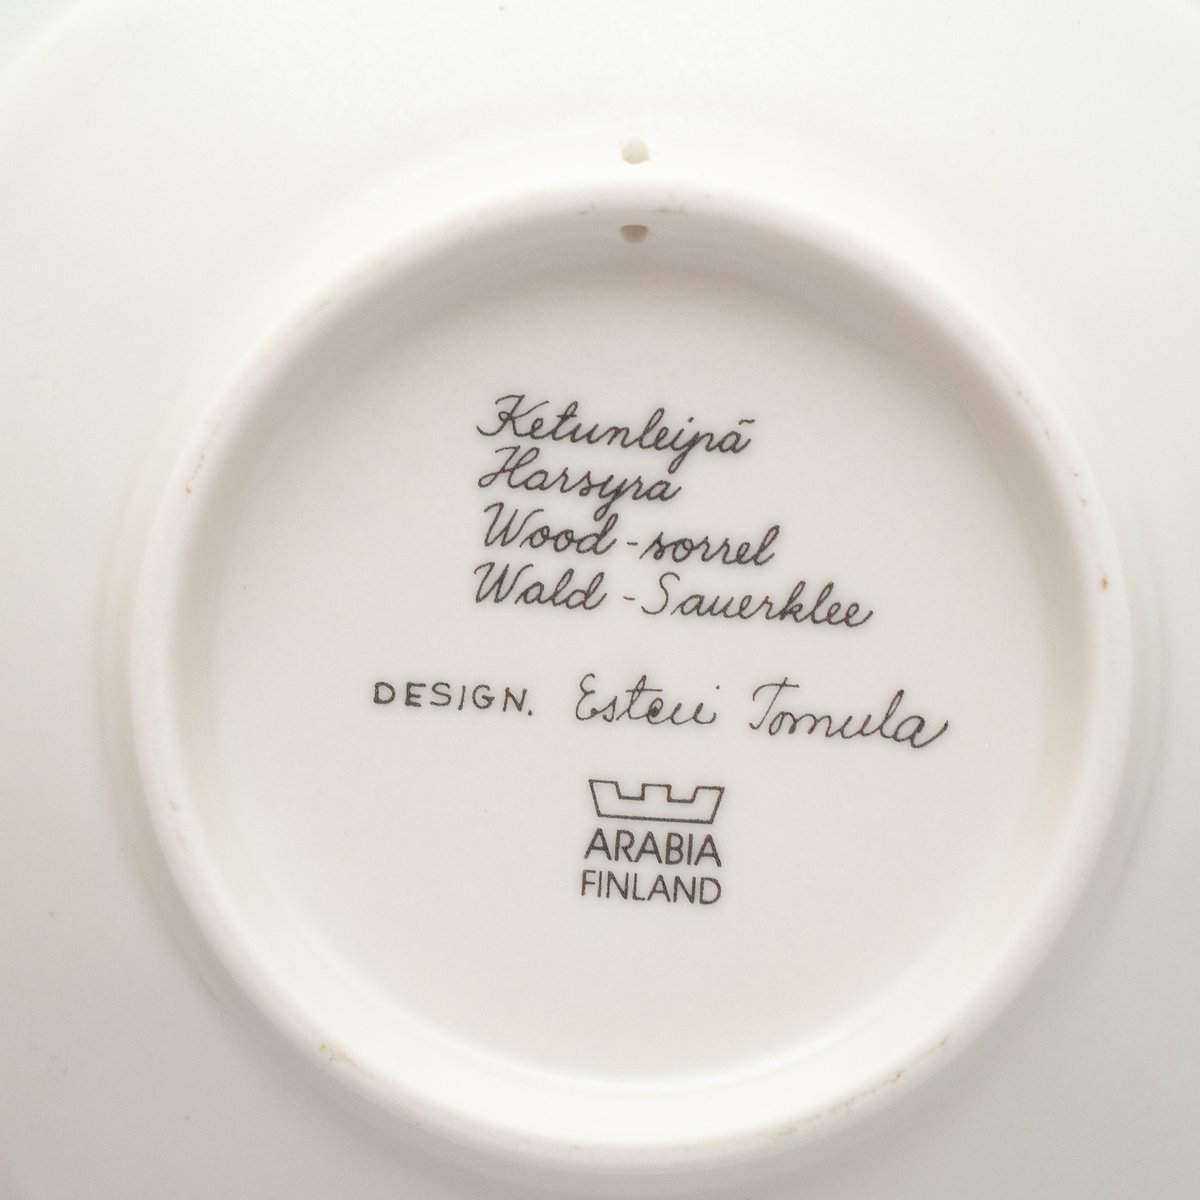 Ketunleipä
Harsyra
Wood-sorrel
Wald-Sauerklee
DESIGN. Esteri Tomula
ARABIA
FINLAND